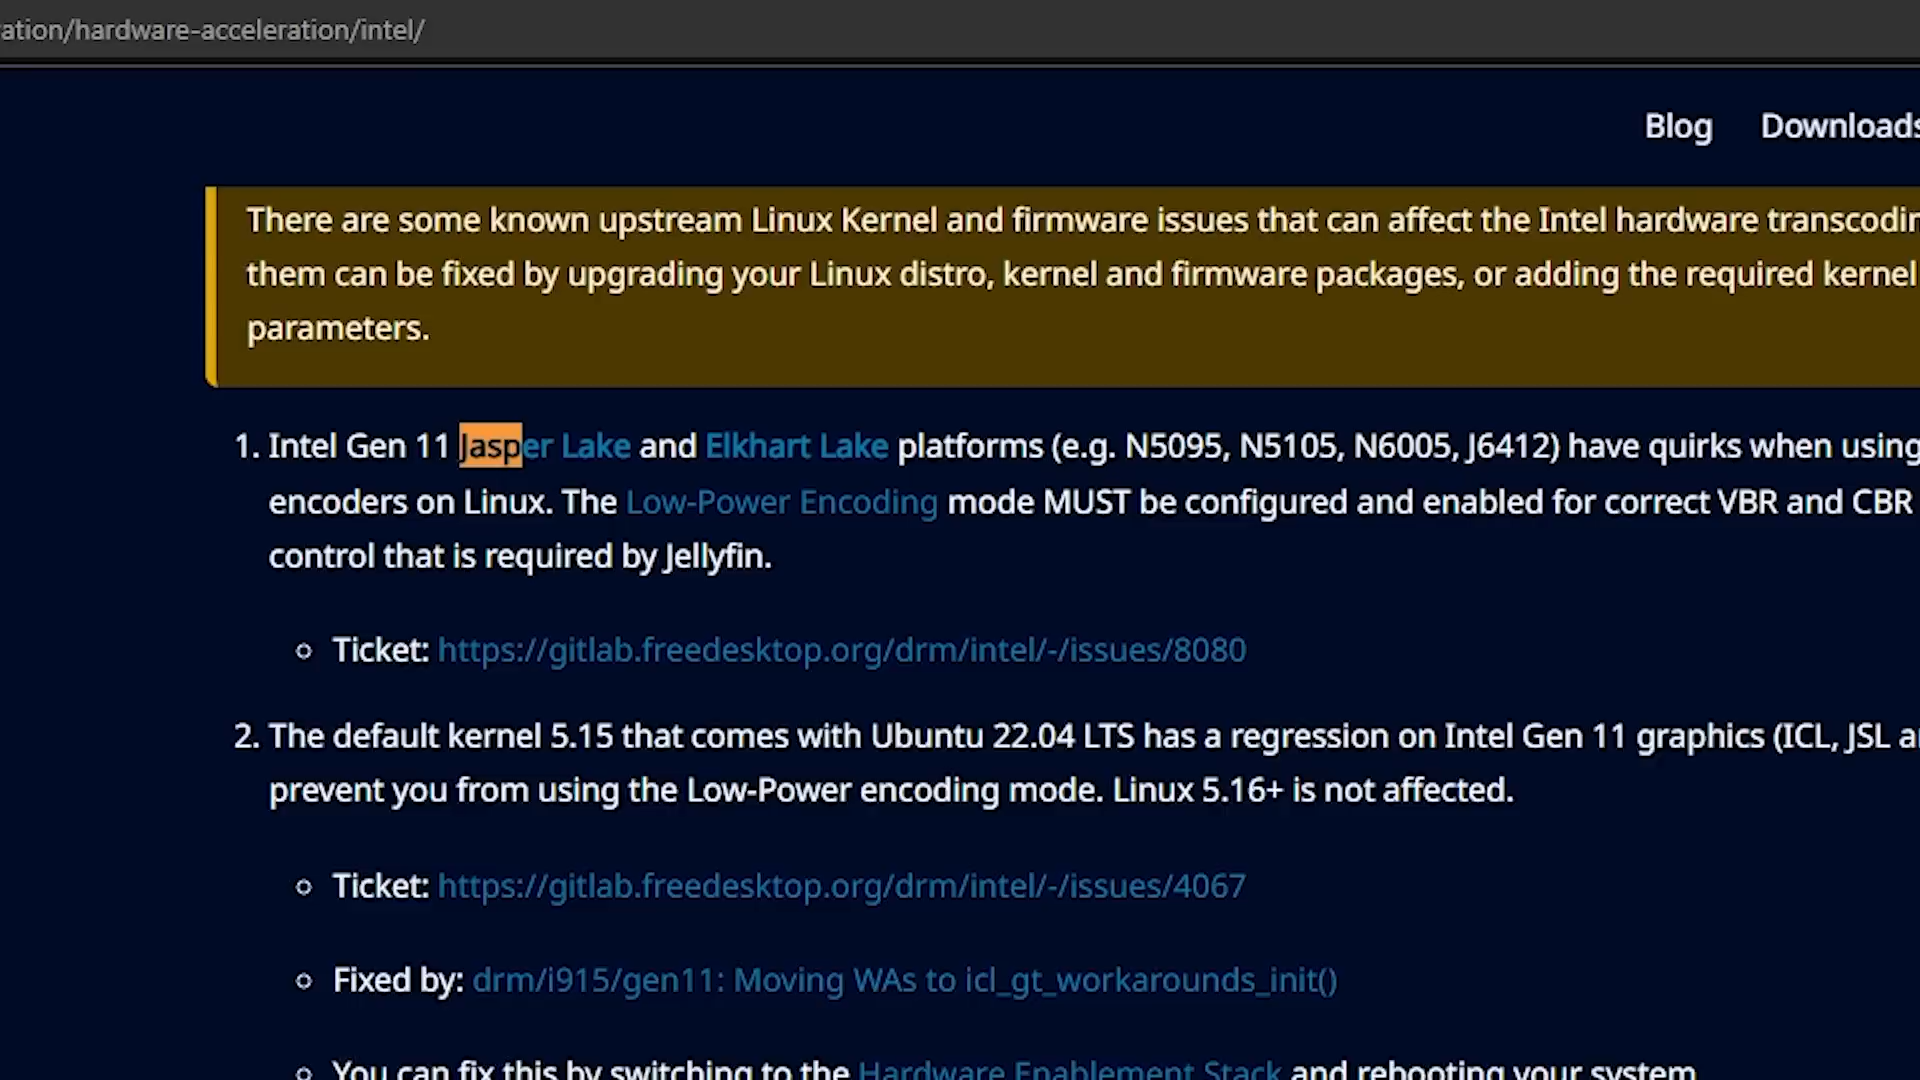 ation/hardware-acceleration/intel/
Blog Downloads
There are some known upstream Linux Kernel and firmware issues that can affect the Intel hardware transcodin
them can be fixed by upgrading your Linux distro, kernel and firmware packages, or adding the required kernel
parameters.
1. Intel Gen 11 Jasper Lake and Elkhart Lake platforms (e.g. N5095, N5105, N6005, J6412) have quirks when using
encoders on Linux. The Low-Power Encoding mode MUST be configured and enabled for correct VBR and CBR
control that is required by Jellyfin.
Ticket: https://gitlab.freedesktop.org/drm/intel/-/issues/8080
2. The default kernel 5.15 that comes with Ubuntu 22.04 LTS has a regression on Intel Gen 11 graphics (ICL, JSL an
prevent you from using the Low-Power encoding mode. Linux 5.16+ is not affected.
Ticket: https://gitlab.freedesktop.org/drm/intel/-/issues/4067
Fixed by: drm/i915/gen11: Moving WAs to icl_gt_workarounds_init()
You can fix this by switching to the Hardware Enablement Stack and rebooting your system